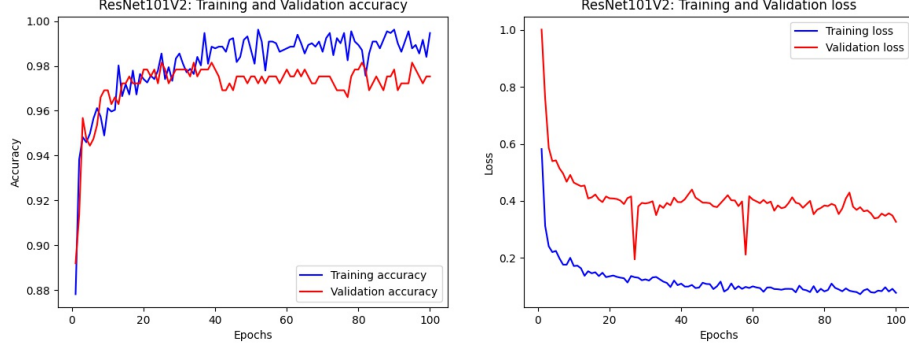 ResNet101V2: Training and Validation accuracy
1.00
0.98
0.96
0.94
0.92
0.90
0.88
Accuracy
0
20
40
60
80
100
Epochs
Training accuracy
Validation accuracy
ResNet101V2: Training and Validation loss
1.0
0.8
0.6
0.4
0.2
Loss
0
20
40
60
80
100
Epochs
Training loss
Validation loss